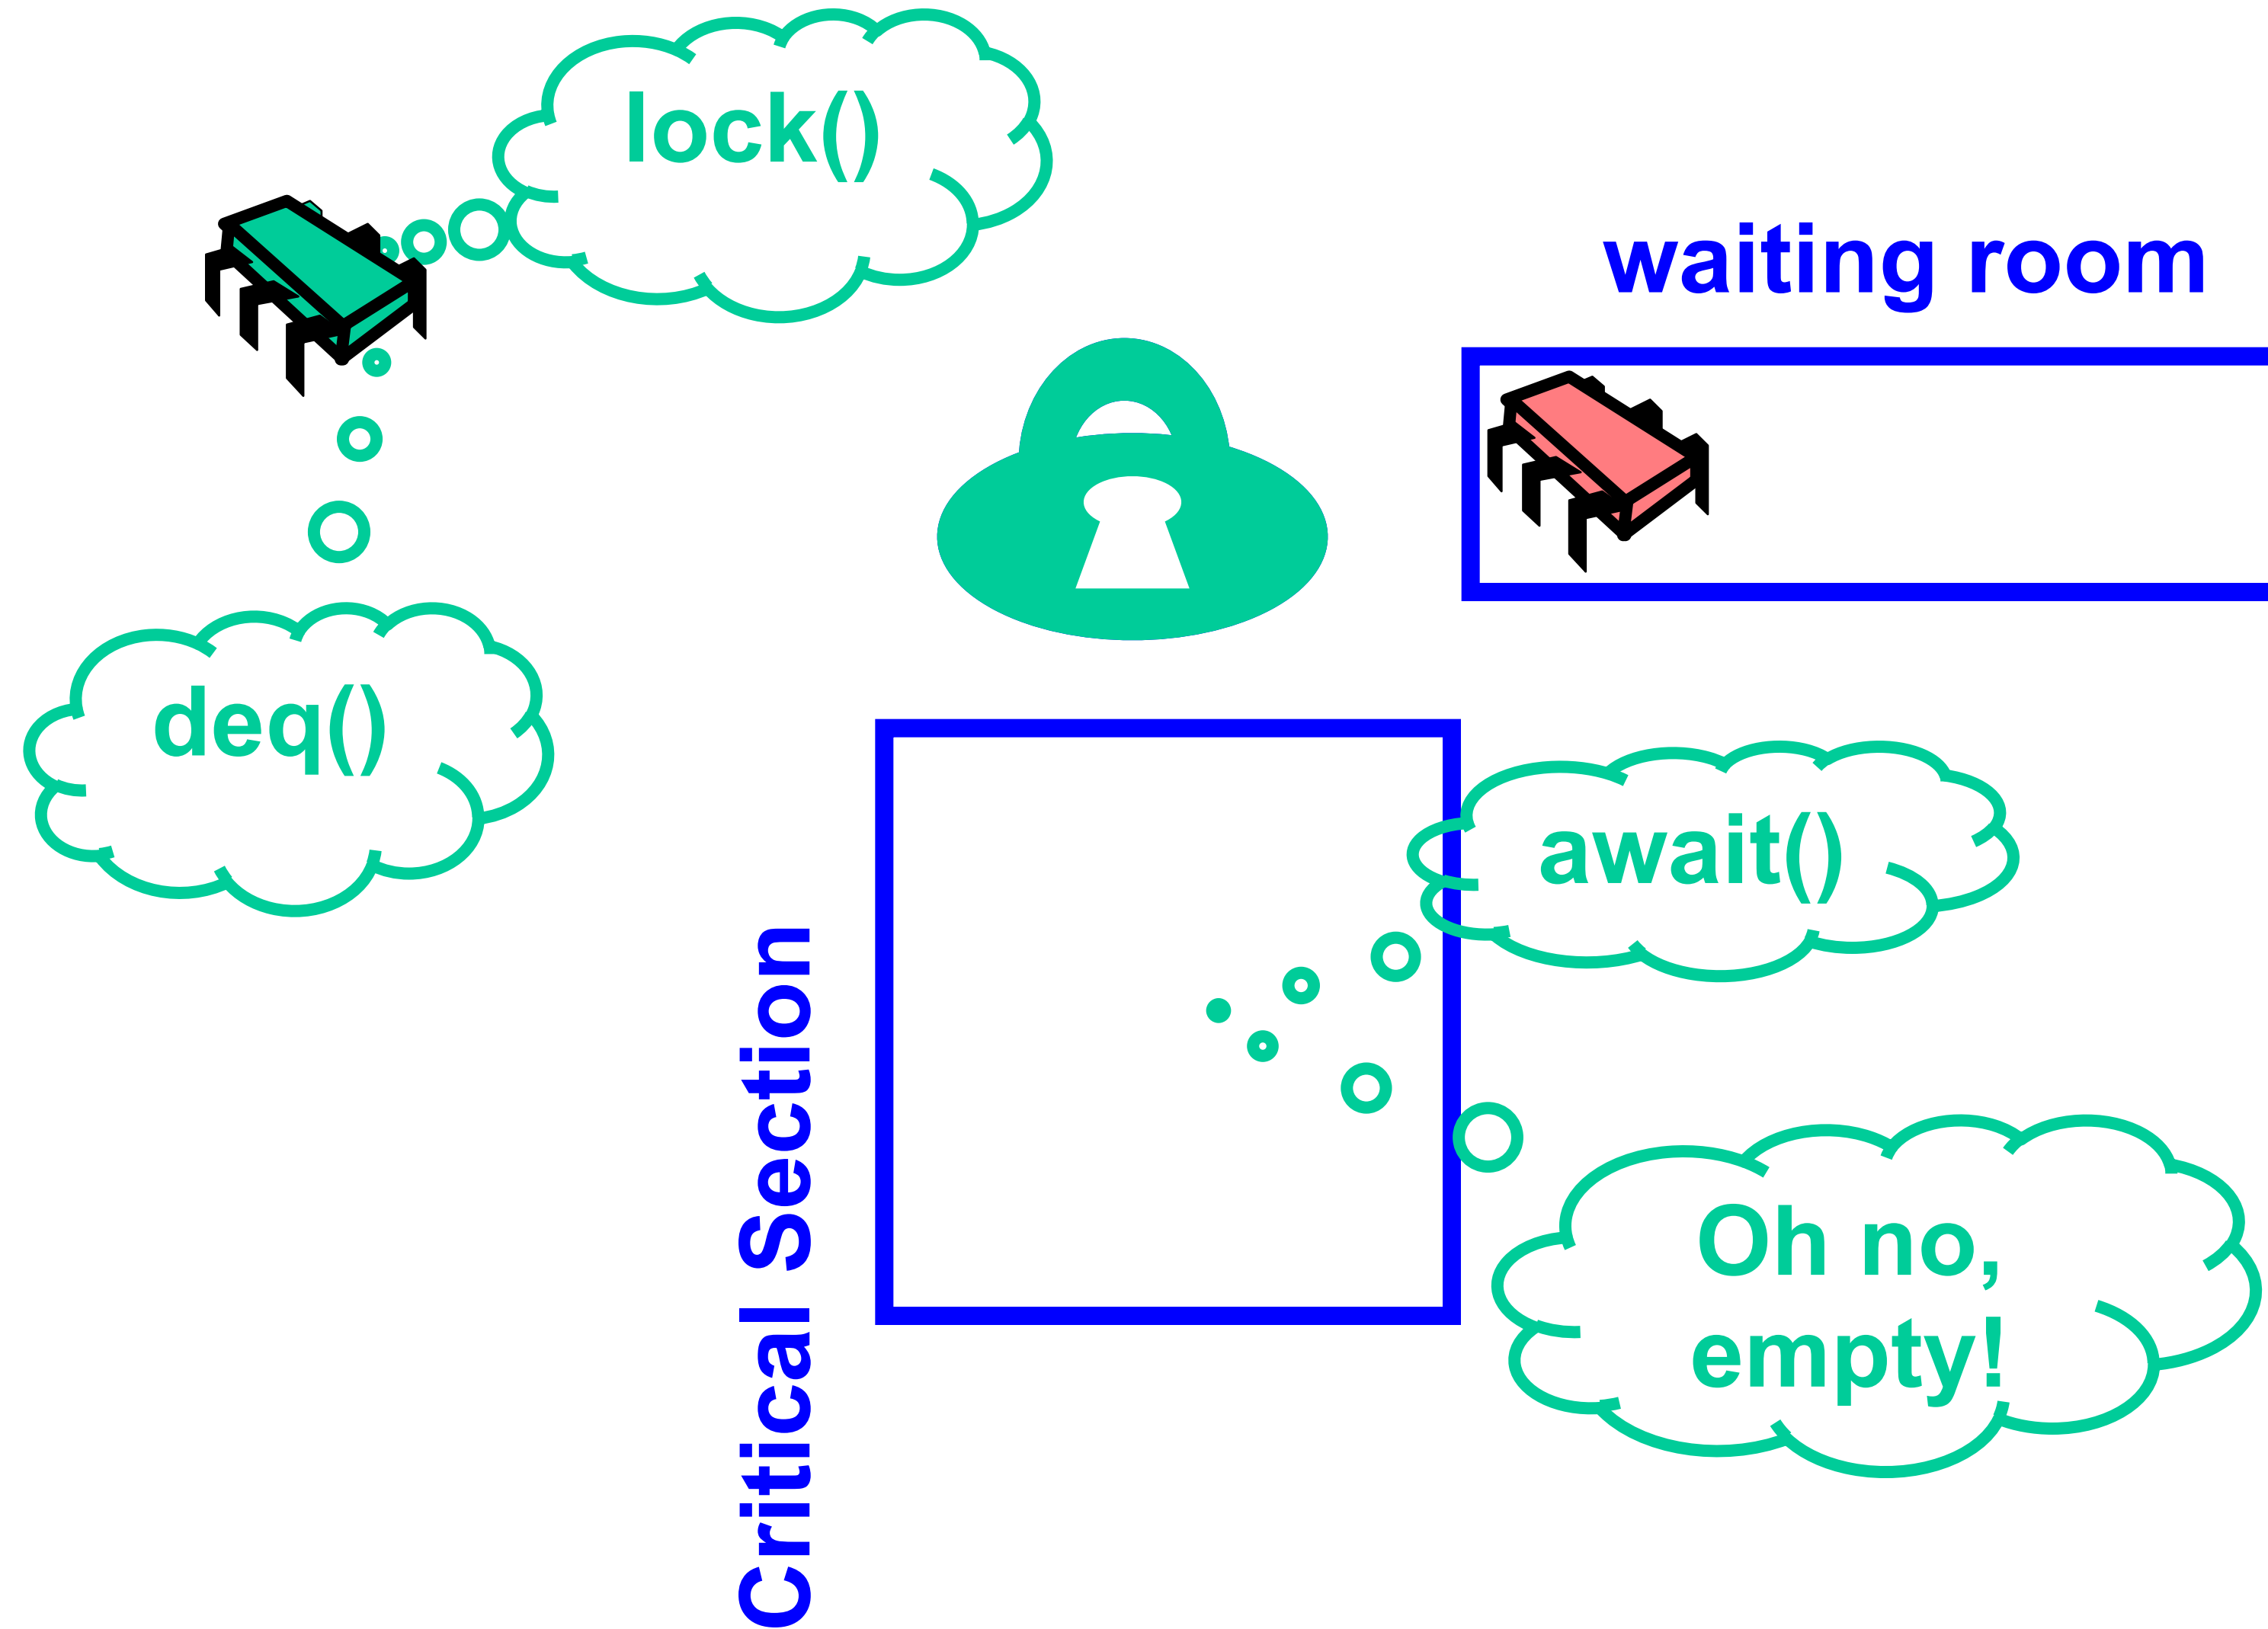 lock()
waiting room
deq()
await()
Critical Section
Oh no,
empty!